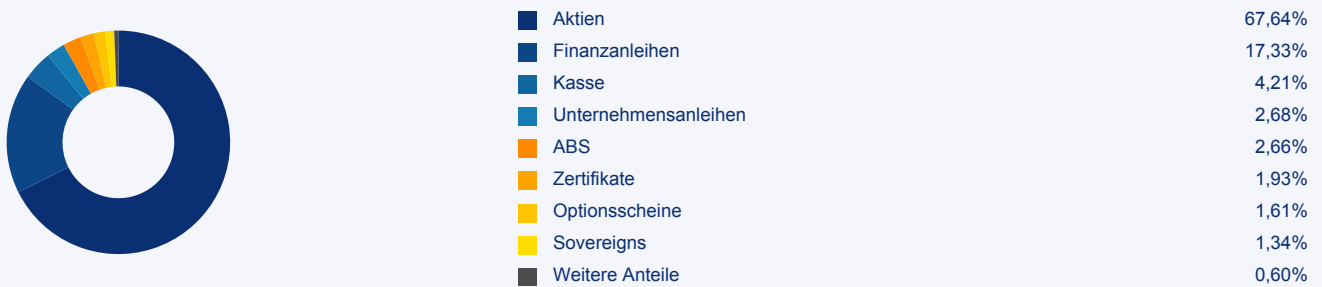 Aktien 67,64%
Finanzanleihen 17,33%
Kasse 4,21%
Unternehmensanleihen 2,68%
ABS 2,66%
Zertifikate 1,93%
Optionsscheine 1,61%
Sovereigns 1,34%
Weitere Anteile 0,60%